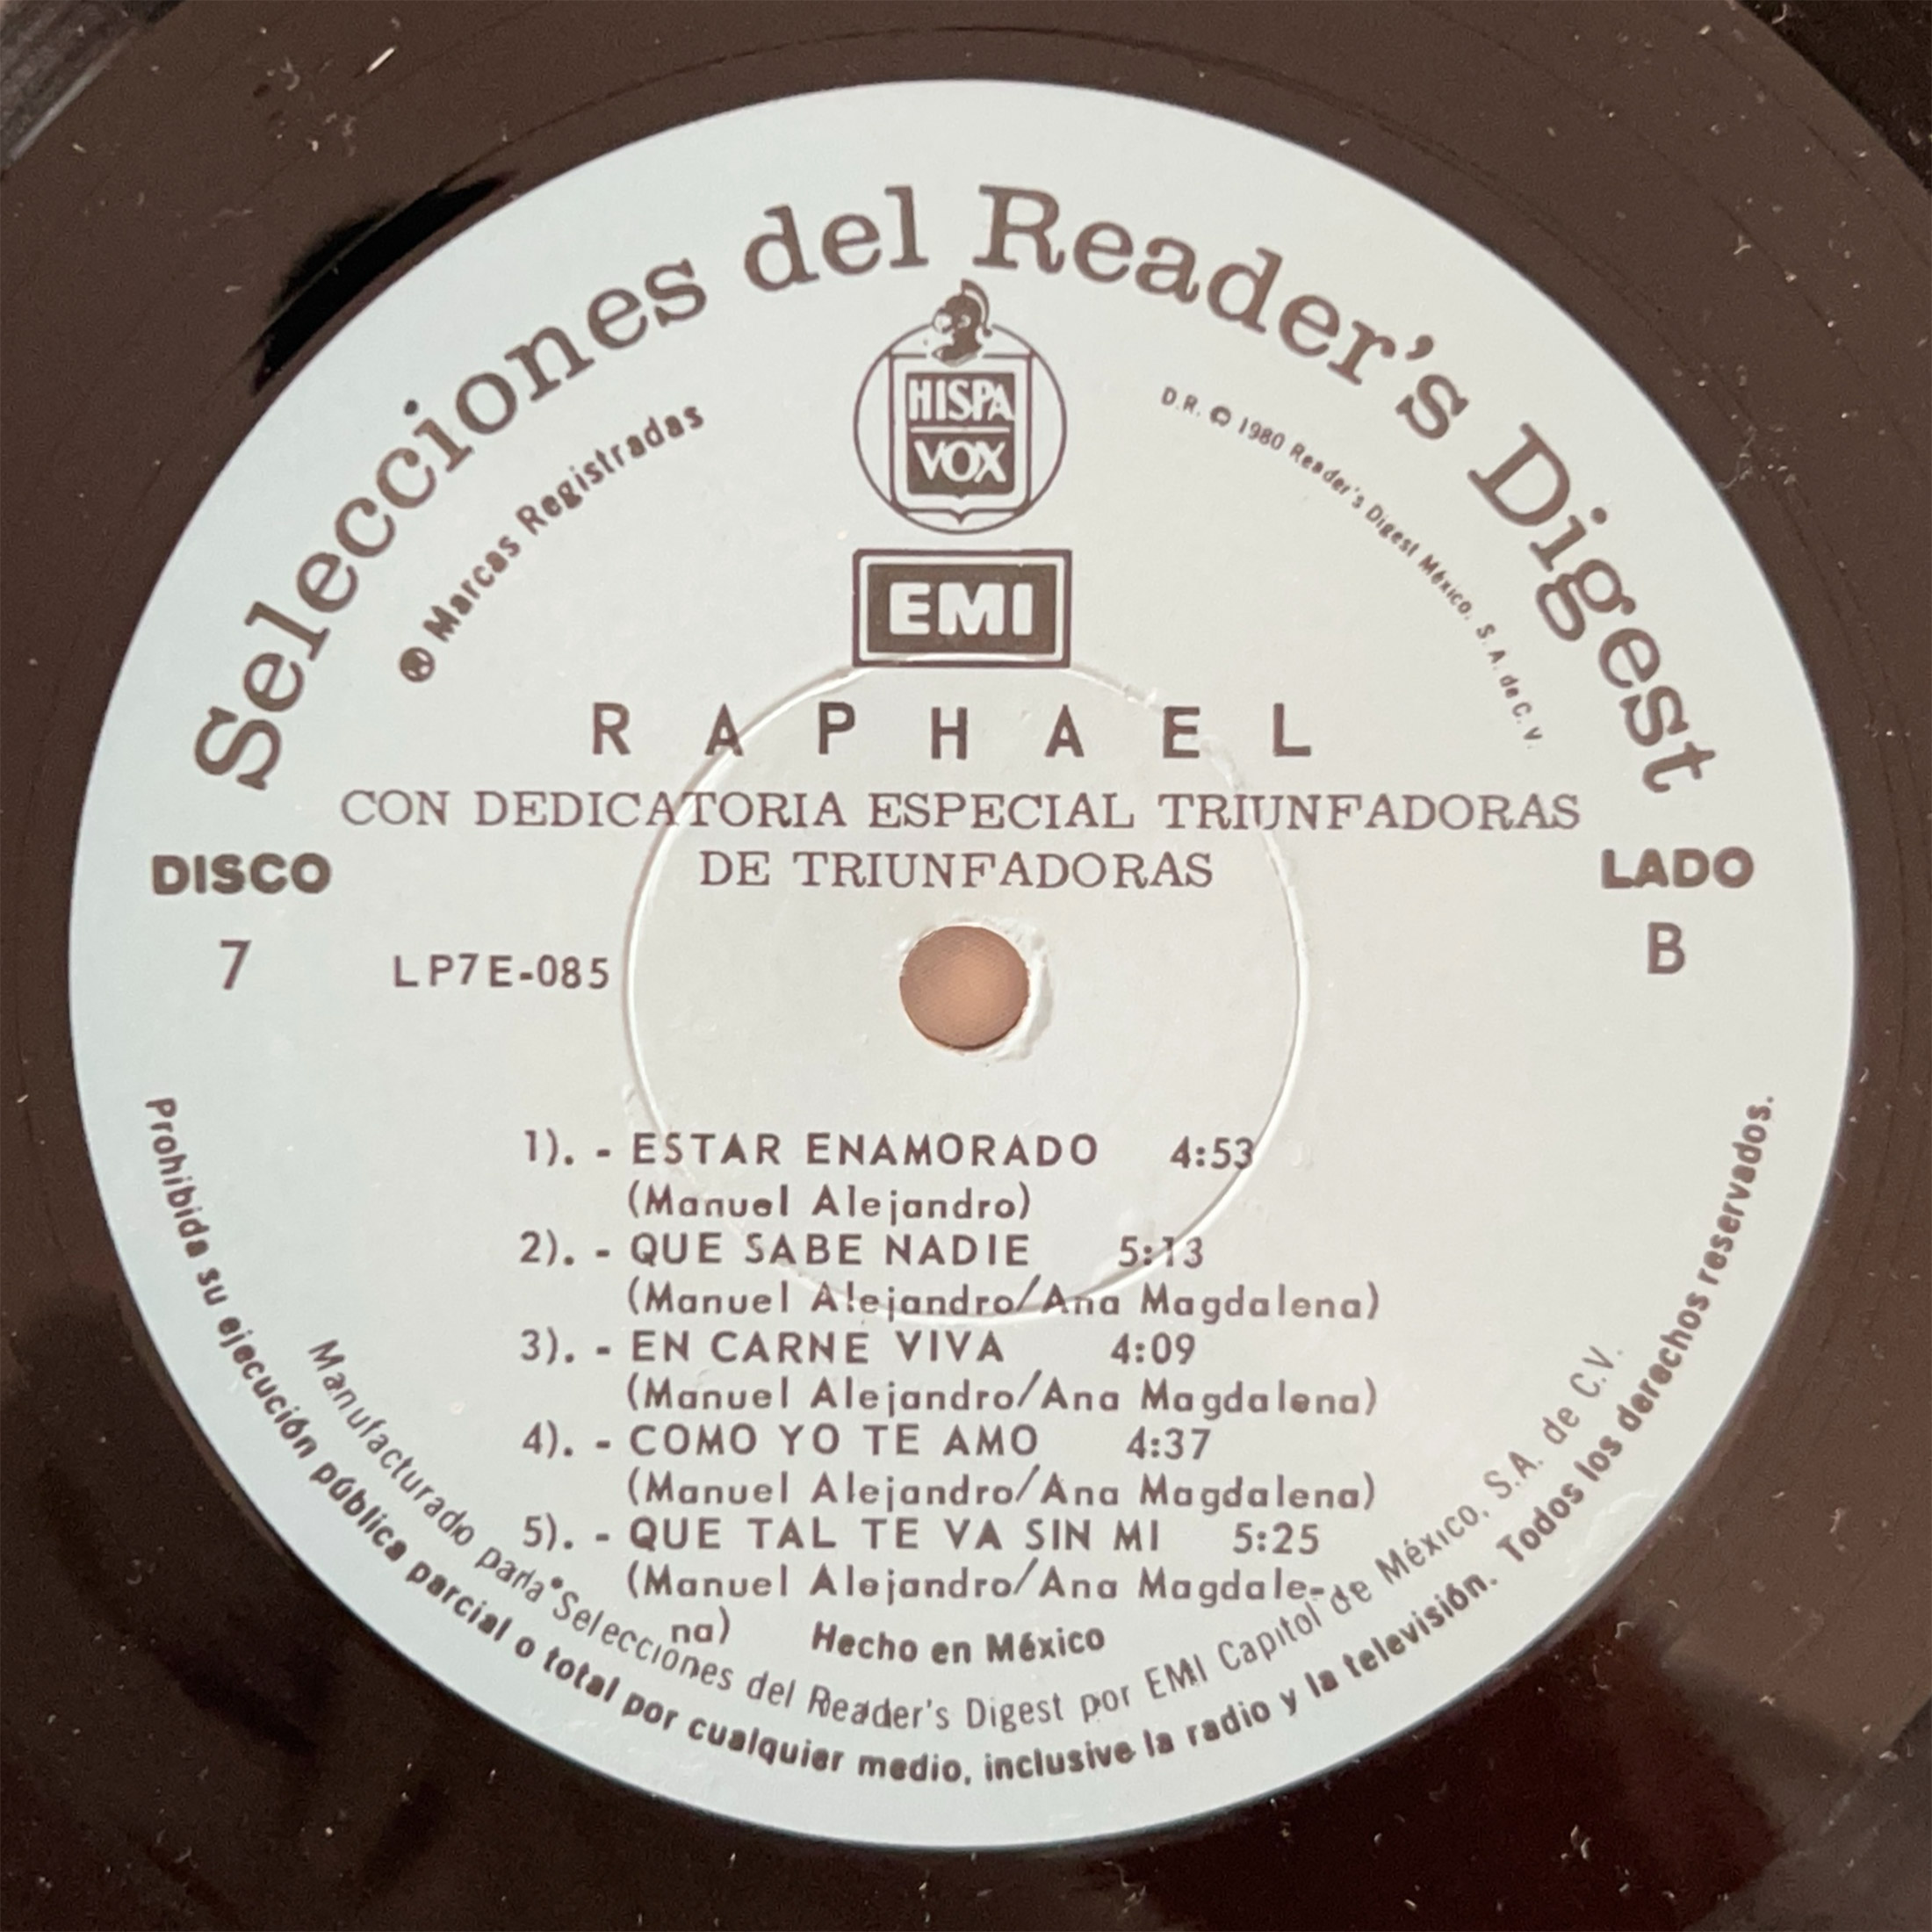 Selecciones del Reader's Digest
Marcas Registradas
D.R. © 1980 Reader's Digest México, S.A. de C.V.
HISPA
VOX
EMI
RAPHAEL
CON DEDICATORIA ESPECIAL TRIUNFADORAS
DE TRIUNFADORAS
DISCO
7
LP7E-085
LADO
B
1). - ESTAR ENAMORADO 4:53
(Manuel Alejandro)
2). - QUE SABE NADIE 5:13
(Manuel Alejandro/Ana Magdalena)
3). - EN CARNE VIVA 4:09
(Manuel Alejandro/Ana Magdalena)
4). - COMO YO TE AMO 4:37
(Manuel Alejandro/Ana Magdalena)
5). - QUE TAL TE VA SIN MI 5:25
(Manuel Alejandro/Ana Magdale-
na)
Hecho en México
Manufacturado para Selecciones del Reader's Digest por EMI Capitol de México, S.A. de C.V.
Prohibida su ejecución pública parcial o total por cualquier medio, inclusive la radio y la televisión. Todos los derechos reservados.